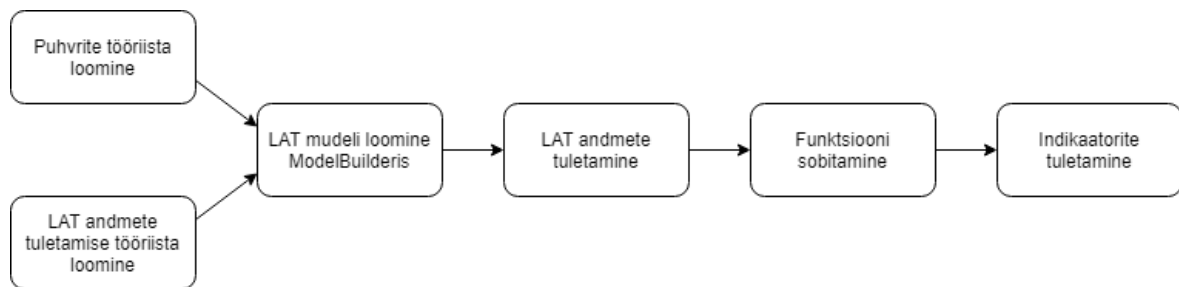 Puhvrite tööriista
loomine
LAT andmete
tuletamise tööriista
loomine
LAT mudeli loomine
ModelBuilderis
LAT andmete
tuletamine
Funktsiooni
sobitamine
Indikaatorite
tuletamine